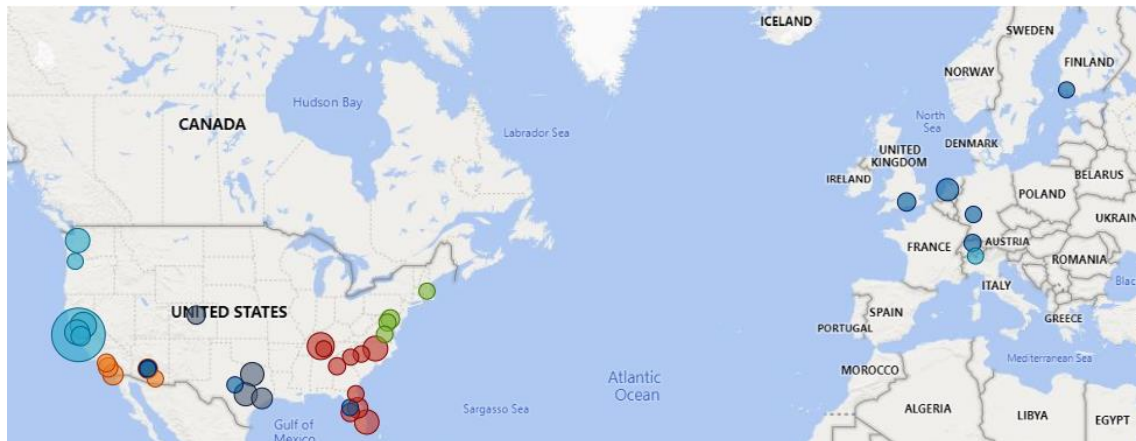 ICELAND
SWEDEN
FINLAND
NORWAY
Hudson Bay
CANADA
Labrador Sea
North
Sea
DENMARK
UNITED
KINGDOM
IRELAND
BELARUS
POLAND
UKRAIN
FRANCE
AUSTRIA
ROMANIA
Blac
ITALY
UNITED STATES
SPAIN
GREECE
PORTUGAL
Mediterranean Sea
MOROCCO
Atlantic
Ocean
Sargasso Sea
Gulf of
Mexico
ALGERIA
LIBYA
EGYPT